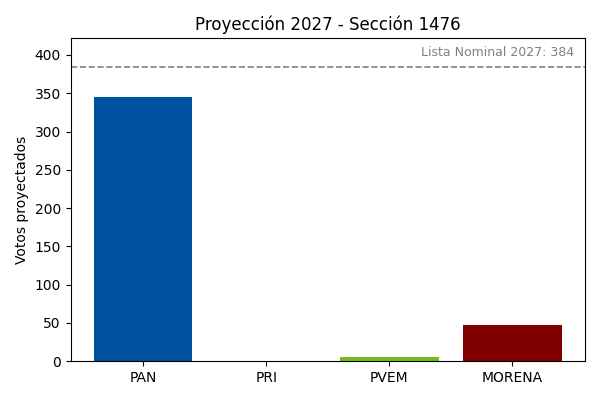 Proyección 2027 - Sección 1476
Lista Nominal 2027: 384
Votos proyectados
400
350
300
250
200
150
100
50
0
PAN PRI PVEM MORENA